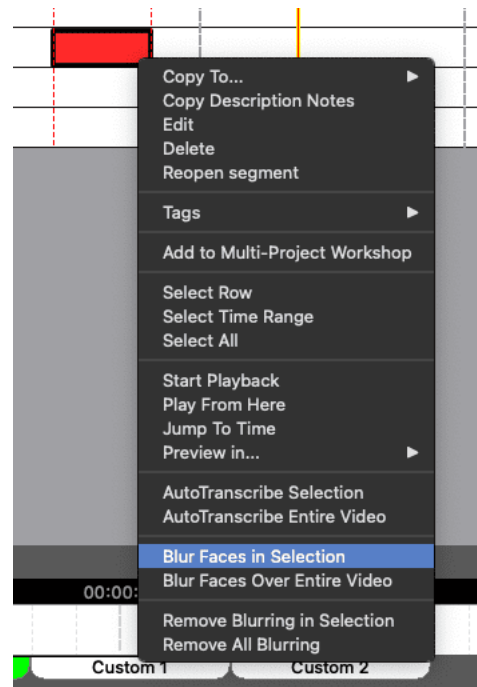 Copy To...
Copy Description Notes
Edit
Delete
Reopen segment
Tags
Add to Multi-Project Workshop
Select Row
Select Time Range
Select All
Start Playback
Play From Here
Jump To Time
Preview in...
AutoTranscribe Selection
AutoTranscribe Entire Video
Blur Faces in Selection
Blur Faces Over Entire Video
00:00:
Remove Blurring in Selection
Remove All Blurring
Custom 1 Custom 2